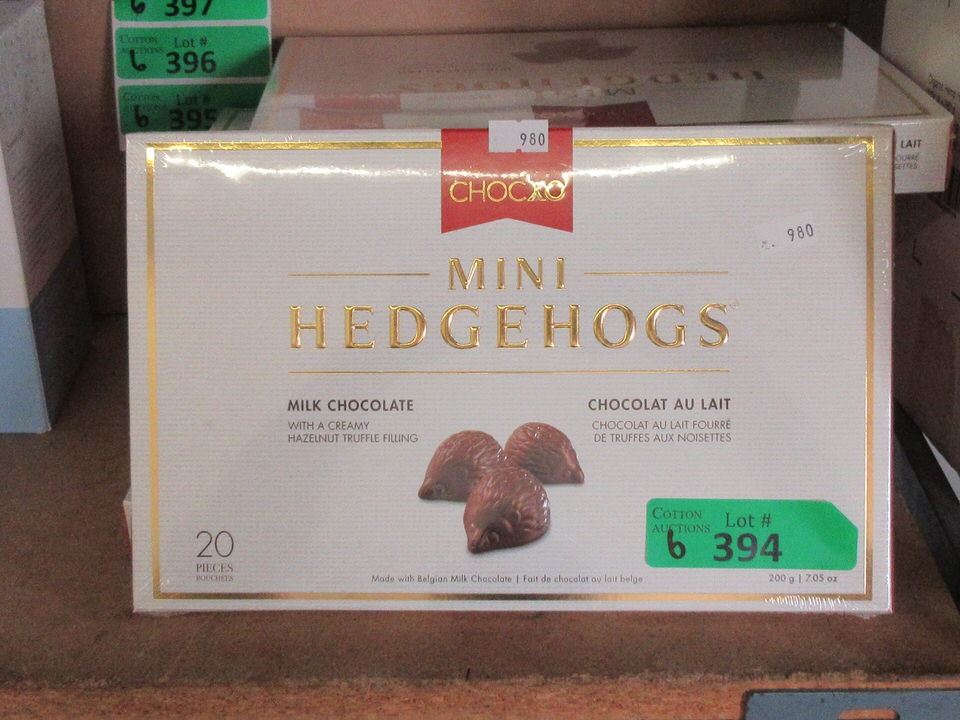 6 397
COTTON AUCTIONS Lot #
6 396
COTTON AUCTIONS Lot #
6 395
HEDGEHOGS
LAIT
980
CHOCXO
980
MINI
HEDGEHOGS
MILK CHOCOLATE
WITH A CREAMY
HAZELNUT TRUFFLE FILLING
CHOCOLAT AU LAIT
CHOCOLAT AU LAIT FOURRÉ
DE TRUFFES AUX NOISETTES
COTTON
AUCTIONS Lot #
6 394
20
PIECES
BOUCHÉES
Made with Belgian Milk Chocolate | Fait de chocolat au lait belge
200 g | 7.05 oz